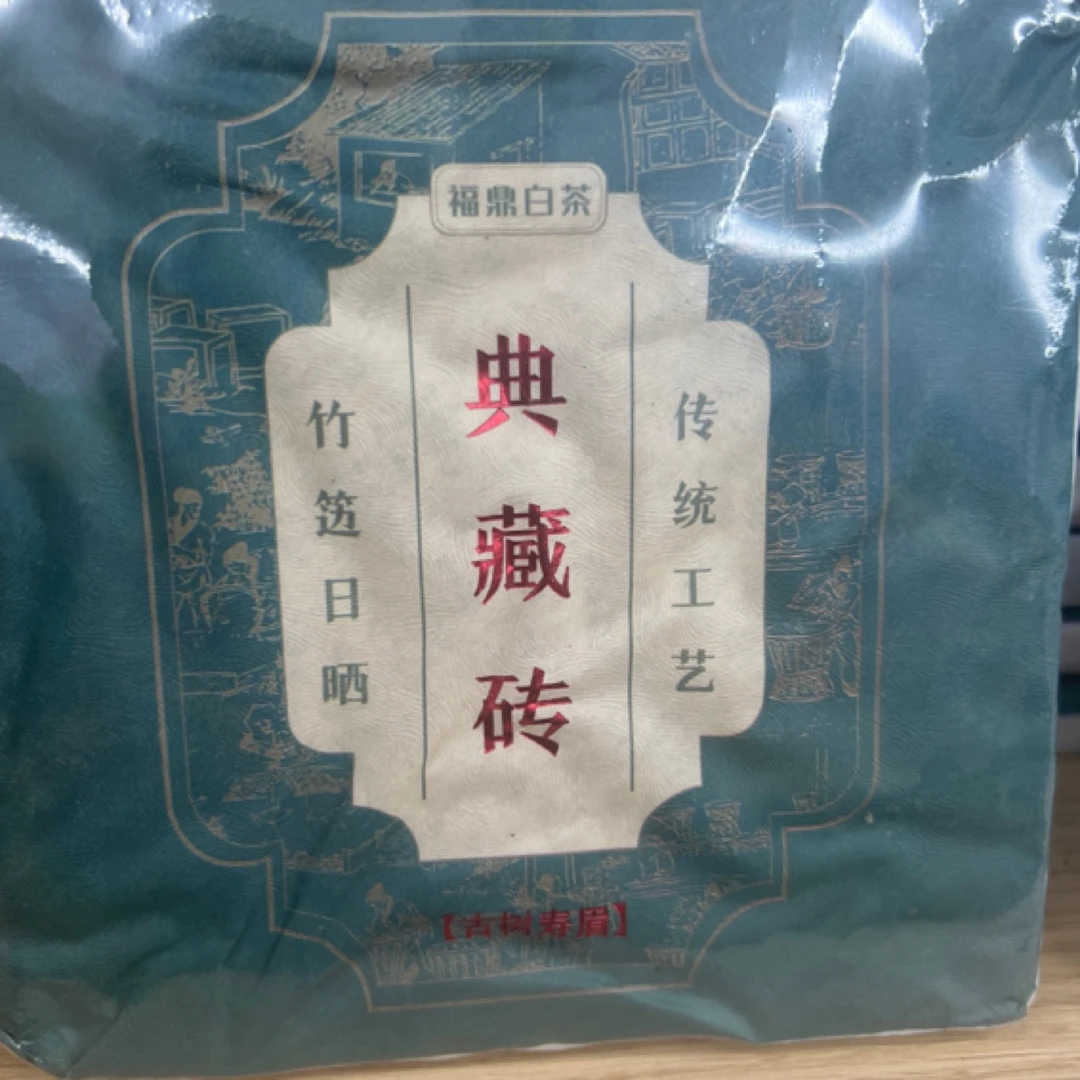 福鼎白茶
传统工艺
典藏砖
竹笾日晒
【古树寿眉】